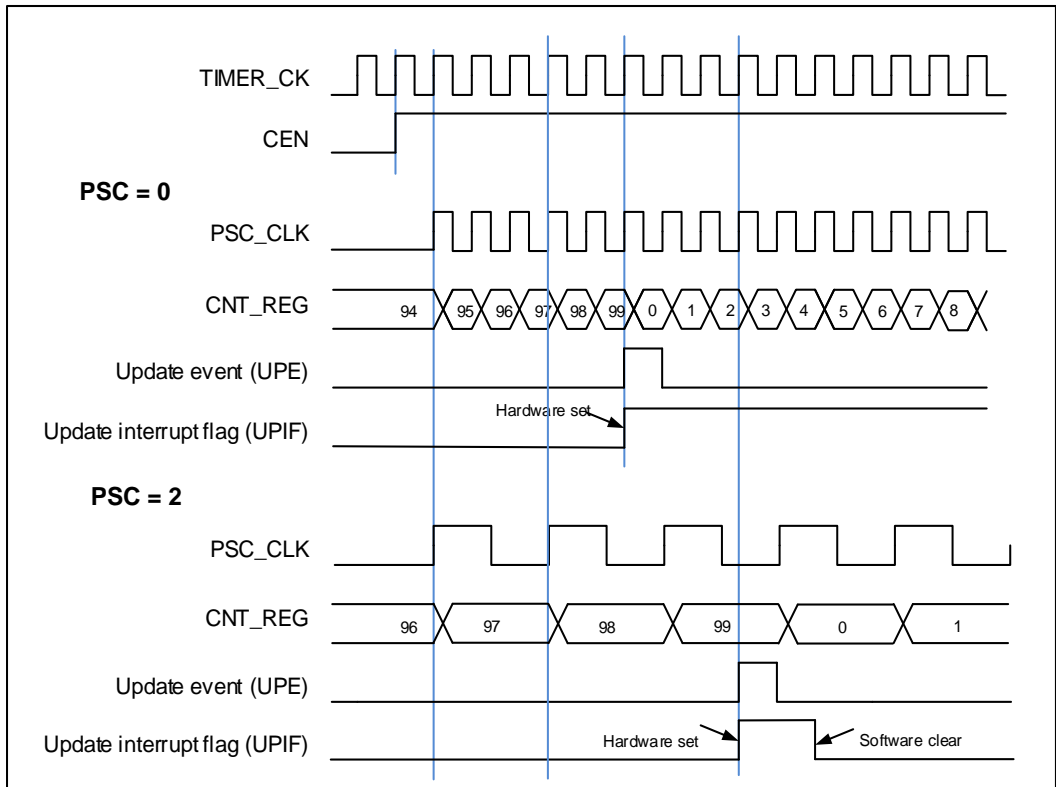 TIMER_CK
CEN
PSC = 0
PSC_CLK
CNT_REG 94 95 96 97 98 99 0 1 2 3 4 5 6 7 8
Update event (UPE)
Hardware set
Update interrupt flag (UPIF)
PSC = 2
PSC_CLK
CNT_REG 96 97 98 99 0 1
Update event (UPE)
Update interrupt flag (UPIF) Hardware set Software clear